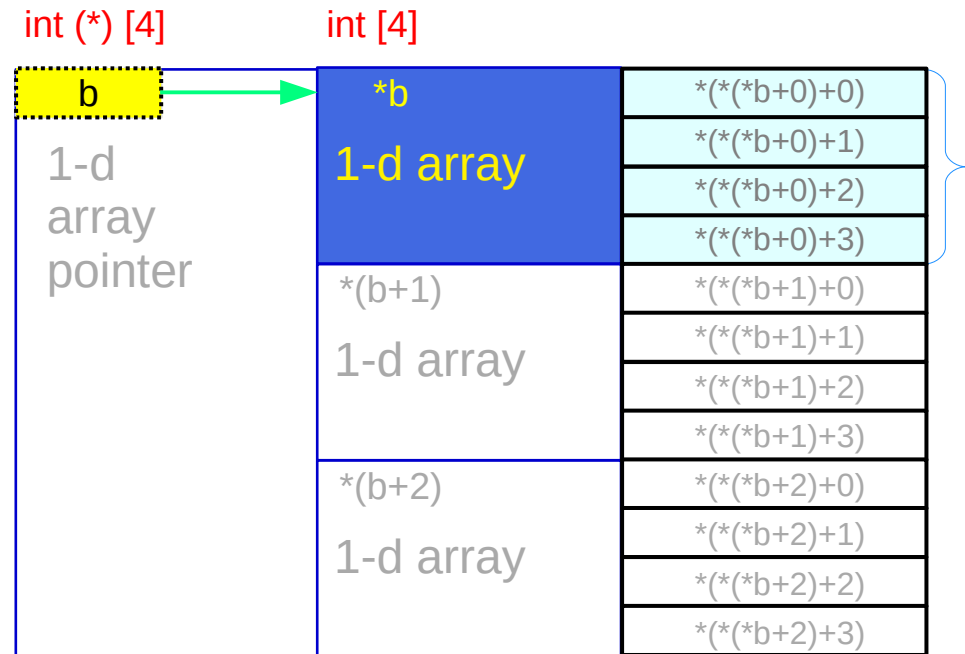 int (*) [4]
int [4]
b
1-d
array
pointer
*b
1-d array
*(*(*b+0)+0)
*(*(*b+0)+1)
*(*(*b+0)+2)
*(*(*b+0)+3)
*(b+1)
1-d array
*(*(*b+1)+0)
*(*(*b+1)+1)
*(*(*b+1)+2)
*(*(*b+1)+3)
*(b+2)
1-d array
*(*(*b+2)+0)
*(*(*b+2)+1)
*(*(*b+2)+2)
*(*(*b+2)+3)